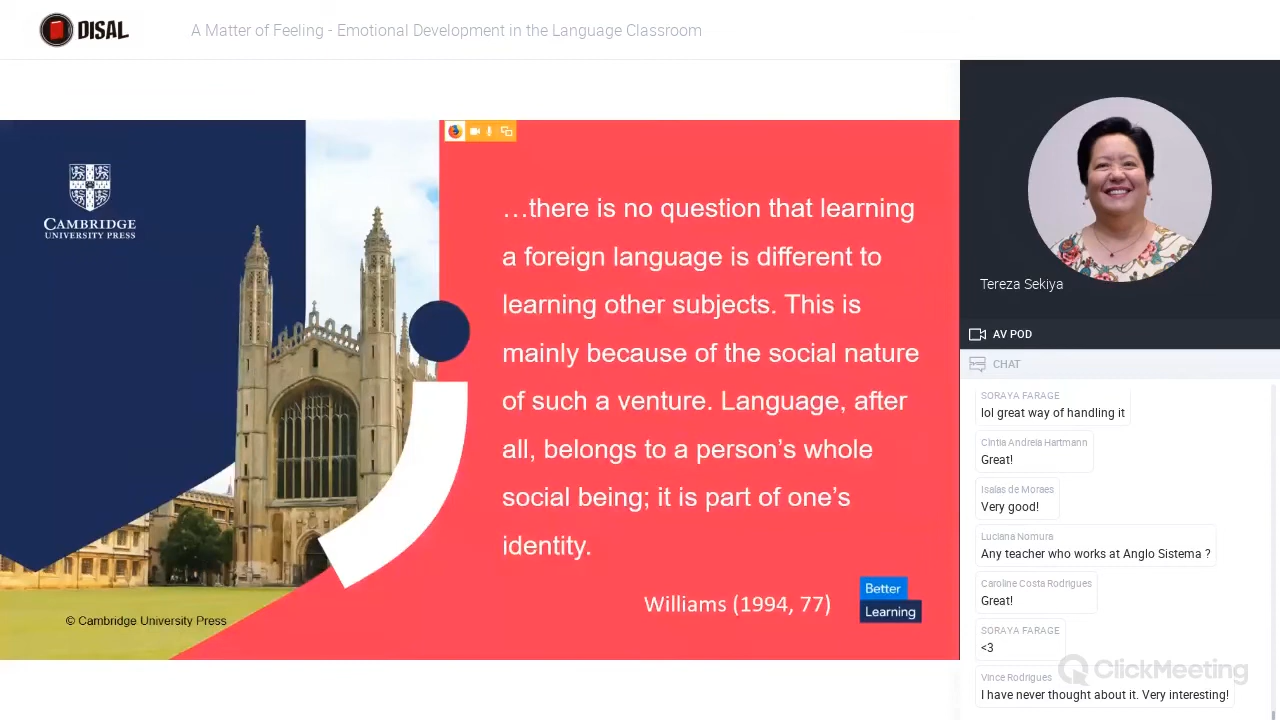 DISAL
A Matter of Feeling - Emotional Development in the Language Classroom
CAMBRIDGE
UNIVERSITY PRESS
…there is no question that learning
a foreign language is different to
learning other subjects. This is
mainly because of the social nature
of such a venture. Language, after
all, belongs to a person’s whole
social being; it is part of one’s
identity.
Williams (1994, 77)
Better
Learning
© Cambridge University Press
Tereza Sekiya
AV POD
CHAT
SORAYA FARAGE
lol great way of handling it
Cintia Andreia Hartmann
Great!
Isaias de Moraes
Very good!
Luciana Nomura
Any teacher who works at Anglo Sistema ?
Caroline Costa Rodrigues
Great!
SORAYA FARAGE
<3
Vince Rodrigues
I have never thought about it. Very interesting!
ClickMeeting